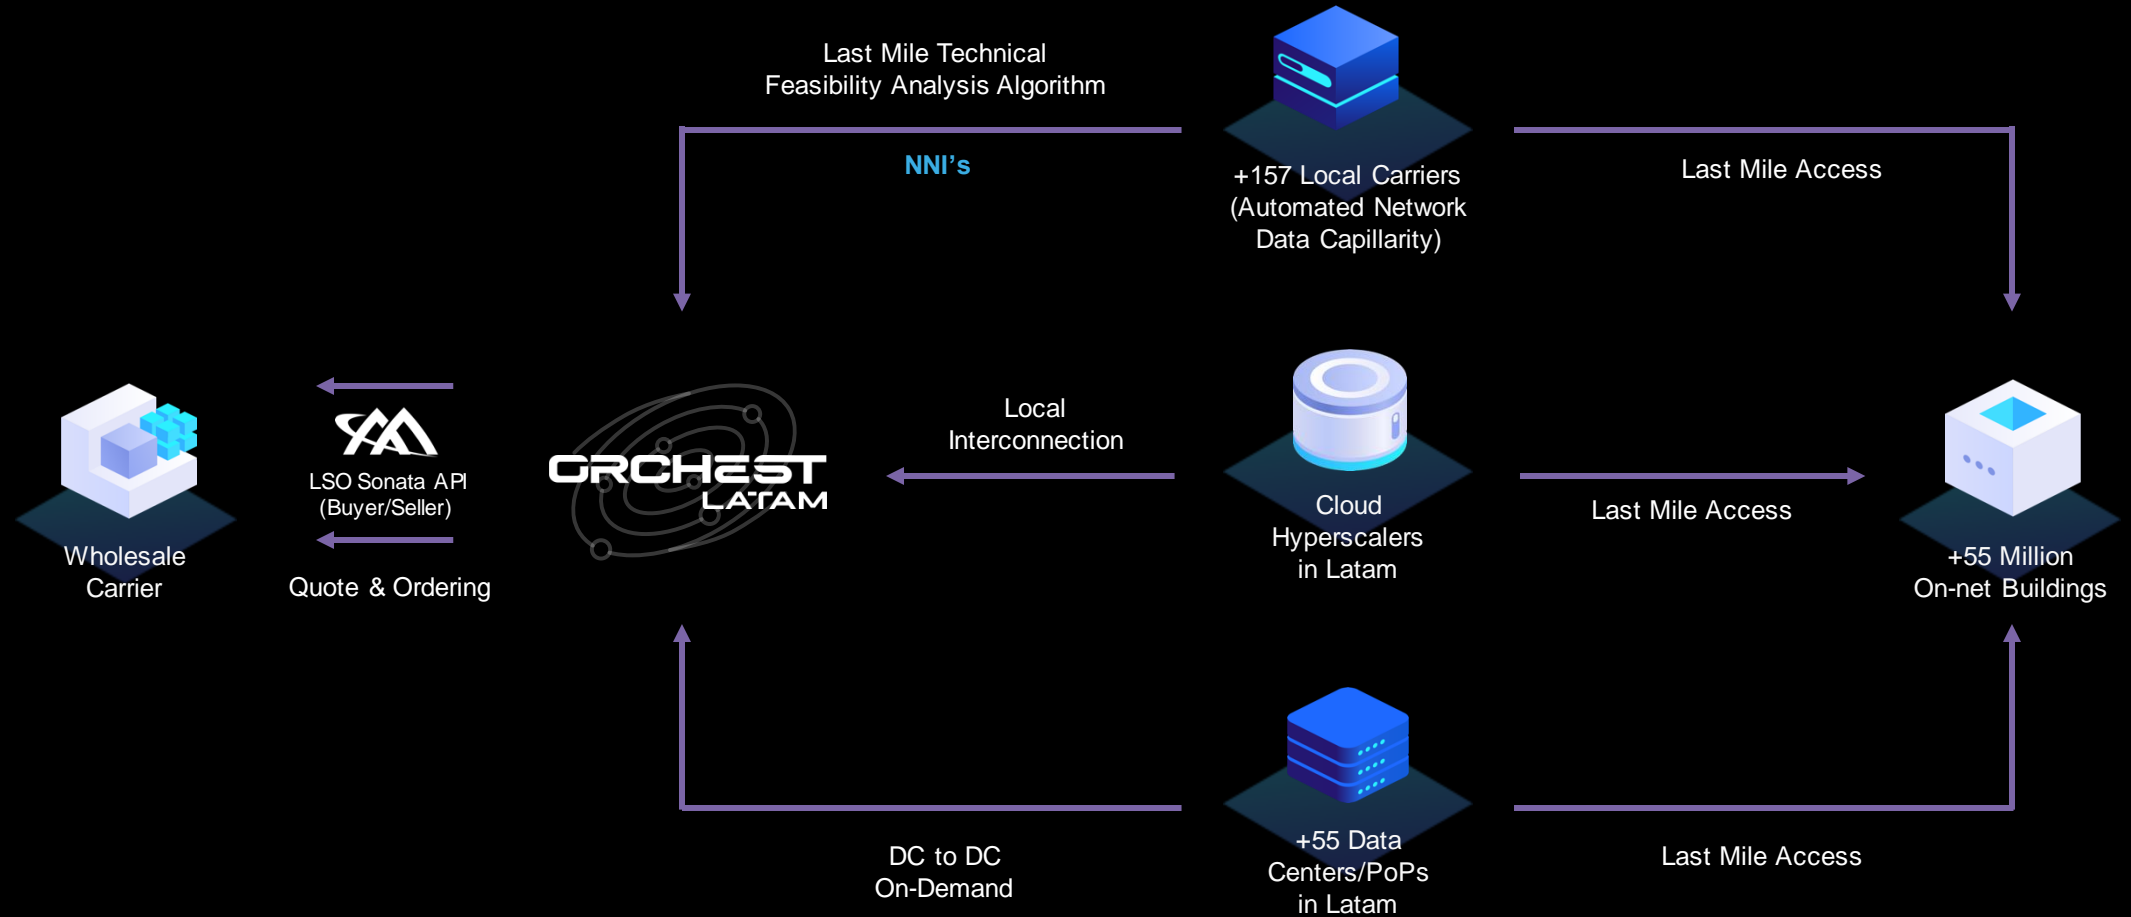 Last Mile Technical
Feasibility Analysis Algorithm
NNI's
+157 Local Carriers
(Automated Network
Data Capillarity)
Last Mile Access
LSO Sonata API
(Buyer/Seller)
Quote & Ordering
Wholesale
Carrier
ORCHEST
LATAM
Local
Interconnection
Cloud
Hyperscalers
in Latam
Last Mile Access
+55 Million
On-net Buildings
DC to DC
On-Demand
+55 Data
Centers/PoPs
in Latam
Last Mile Access